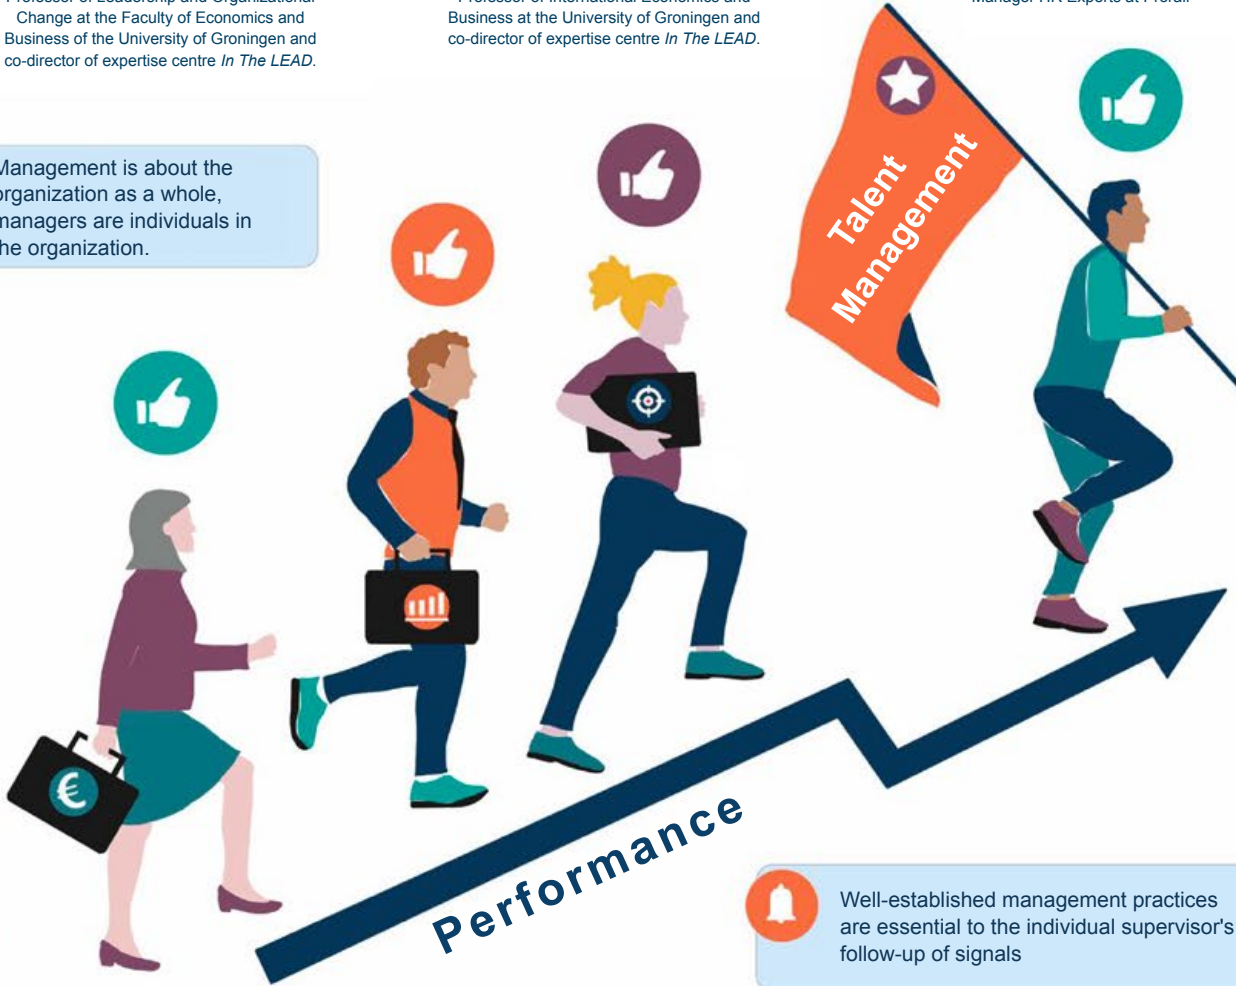 Change at the Faculty of Economics and
Business of the University of Groningen and
co-director of expertise centre In The LEAD.
Business at the University of Groningen and
co-director of expertise centre In The LEAD.
Management is about the
organization as a whole,
managers are individuals in
the organization.
Talent
Management
€
Performance
Well-established management practices
are essential to the individual supervisor's
follow-up of signals